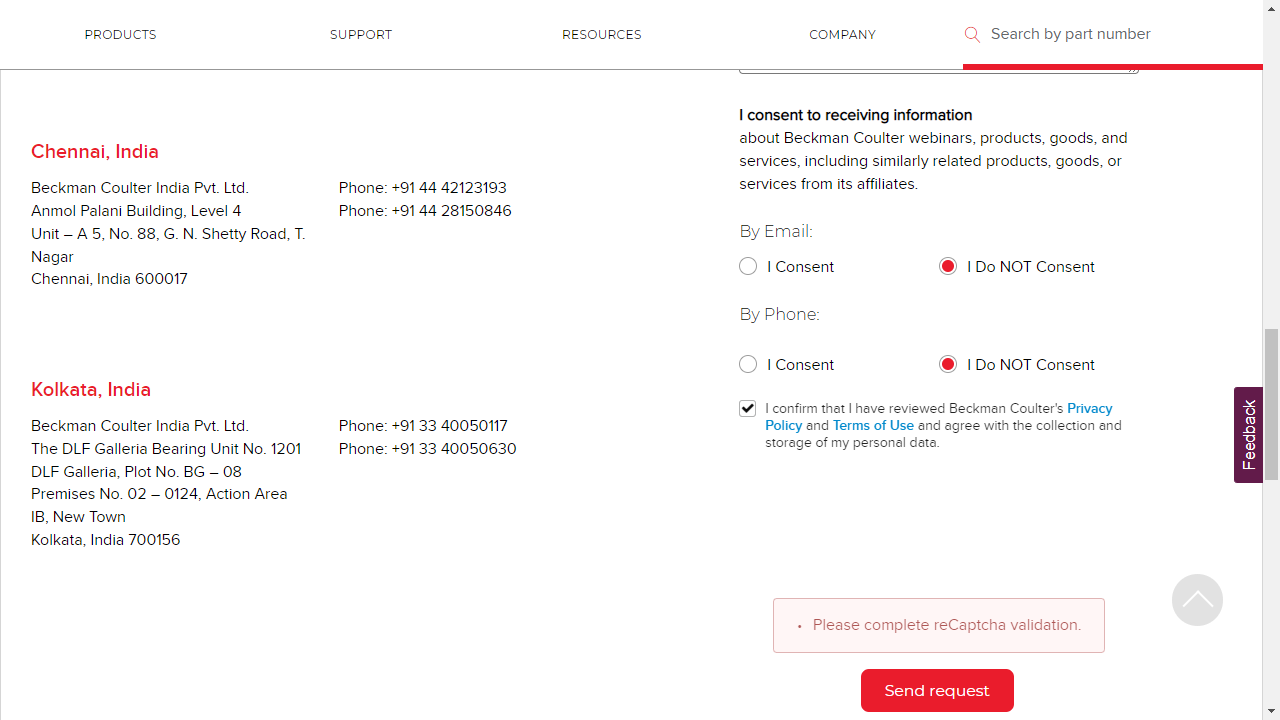 PRODUCTS
SUPPORT
RESOURCES
COMPANY
Search by part number
Chennai, India
Beckman Coulter India Pvt. Ltd.
Anmol Palani Building, Level 4
Unit – A 5, No. 88, G. N. Shetty Road, T.
Nagar
Chennai, India 600017
Phone: +91 44 42123193
Phone: +91 44 28150846
Kolkata, India
Beckman Coulter India Pvt. Ltd.
The DLF Galleria Bearing Unit No. 1201
DLF Galleria, Plot No. BG – 08
Premises No. 02 – 0124, Action Area
IB, New Town
Kolkata, India 700156
Phone: +91 33 40050117
Phone: +91 33 40050630
I consent to receiving information
about Beckman Coulter webinars, products, goods, and
services, including similarly related products, goods, or
services from its affiliates.
By Email:
I Consent
I Do NOT Consent
By Phone:
I Consent
I Do NOT Consent
I confirm that I have reviewed Beckman Coulter's Privacy
Policy and Terms of Use and agree with the collection and
storage of my personal data.
Please complete reCaptcha validation.
Send request
Feedback